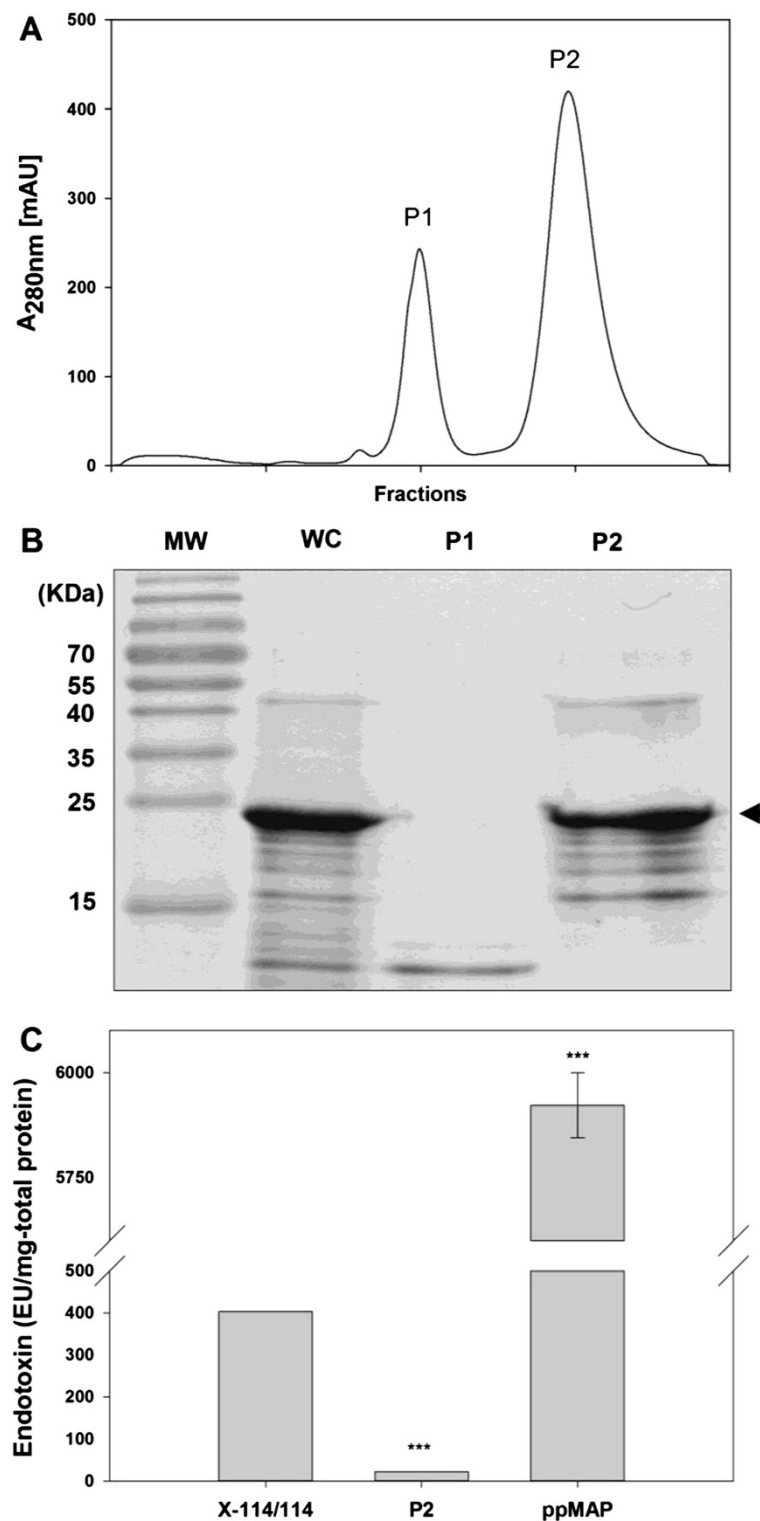 A
500
400
300
200
100
0
A280nm [mAU]
P1
P2
Fractions
B
MW WC P1 P2
(KDa)
70
55
40
35
25
15
C
6000
5750
500
400
300
200
100
0
Endotoxin (EU/mg-total protein)
***
***
X-114/114 P2 ppMAP